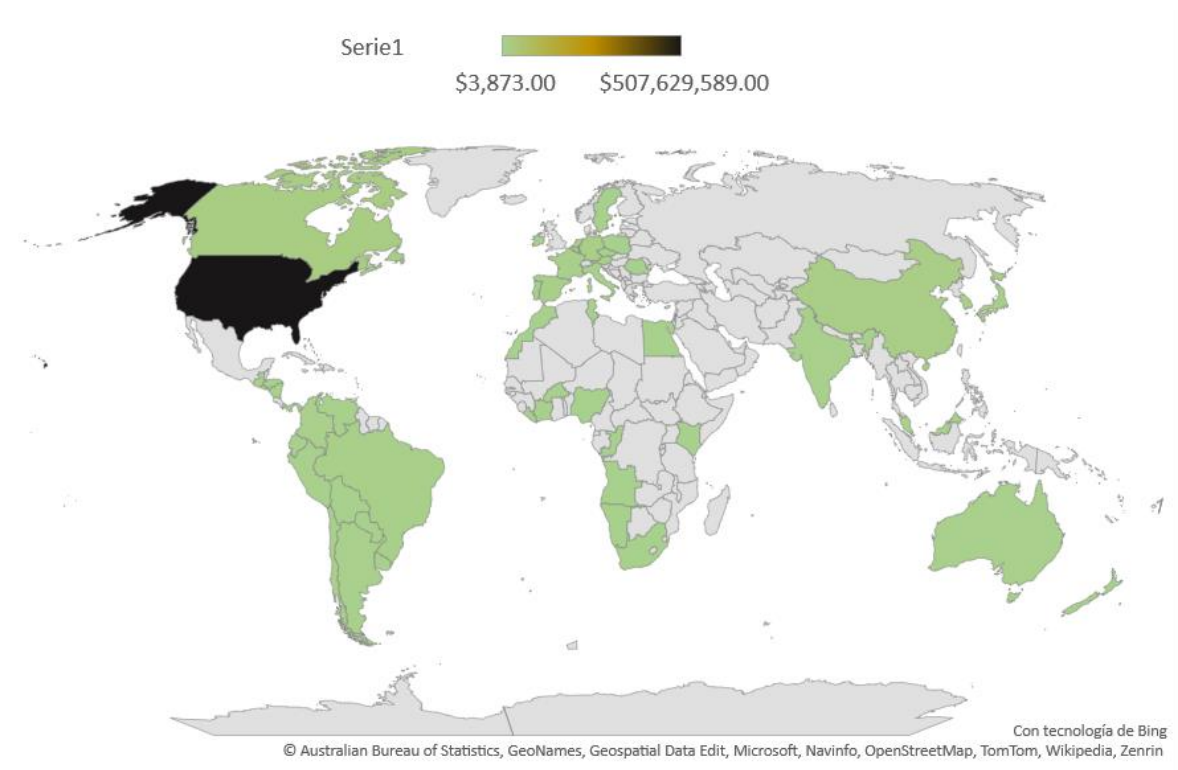 Serie1
$3,873.00 $507,629,589.00
Con tecnología de Bing
© Australian Bureau of Statistics, GeoNames, Geospatial Data Edit, Microsoft, Navinfo, OpenStreetMap, TomTom, Wikipedia, Zenrin